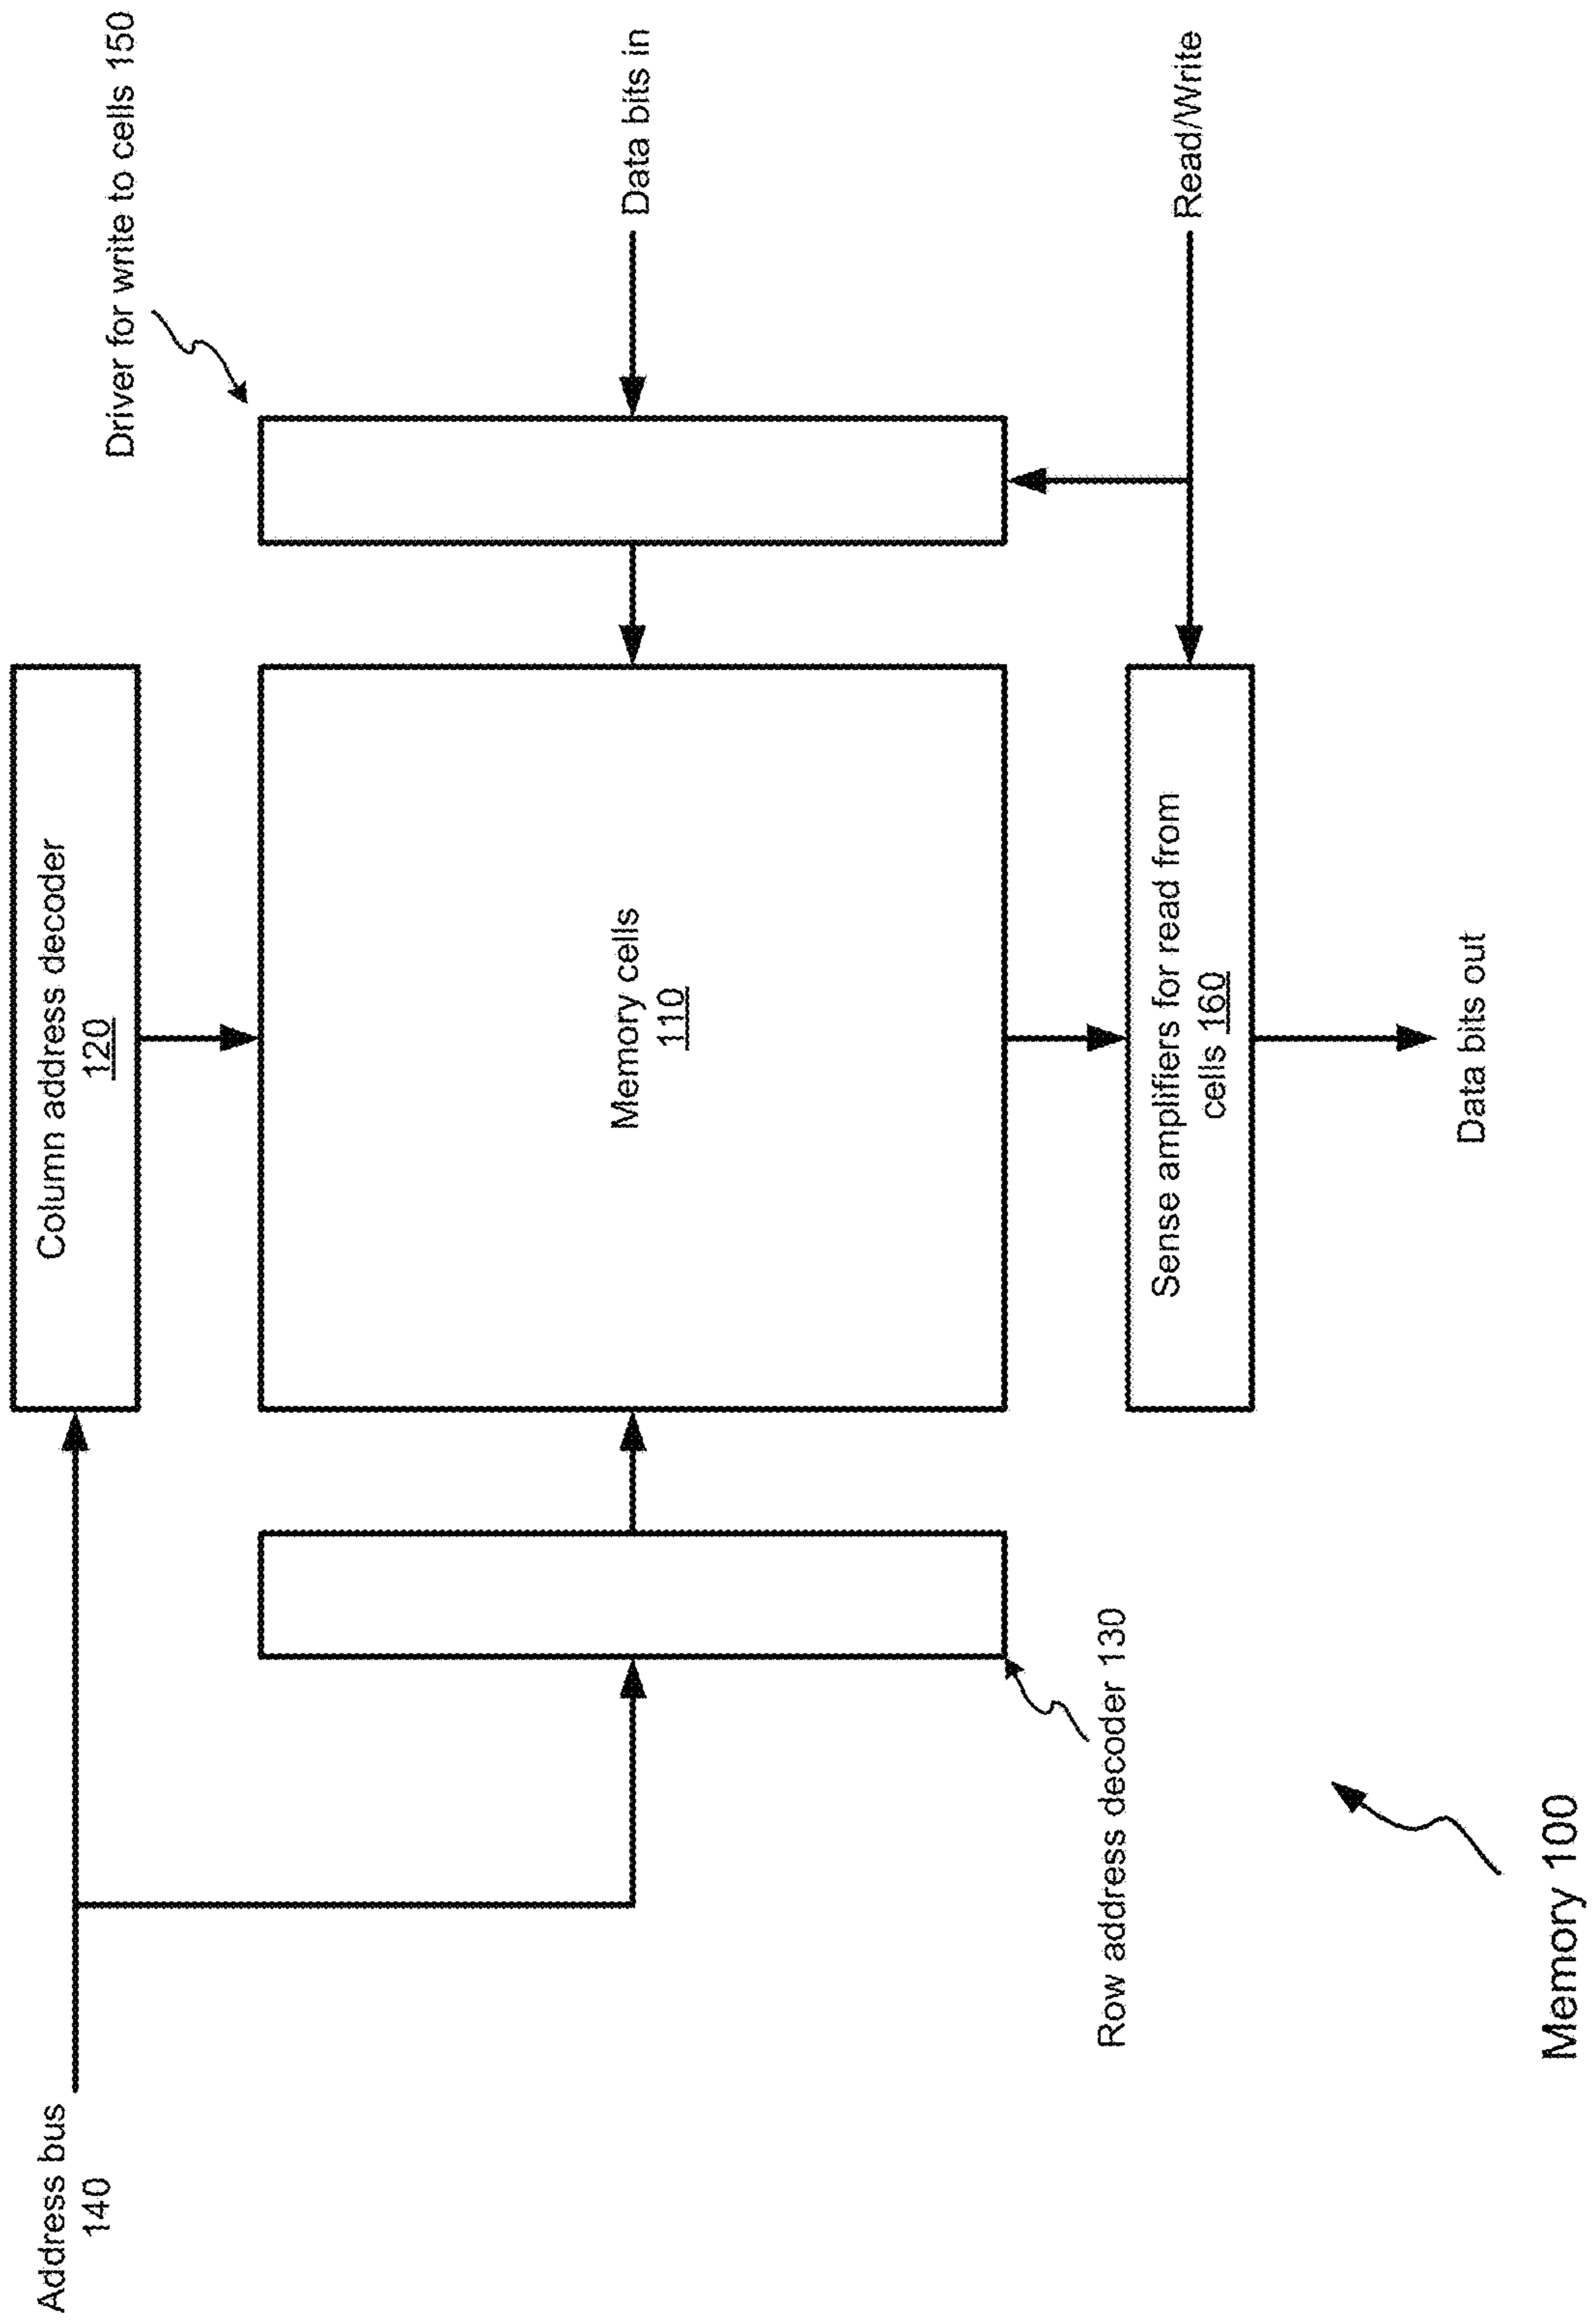 Address bus
140
Column address decoder
120
Driver for write to cells 150
Memory cells
110
Data bits in
Row address decoder 130
Sense amplifiers for read from
cells 160
Read/Write
Data bits out
Memory 100